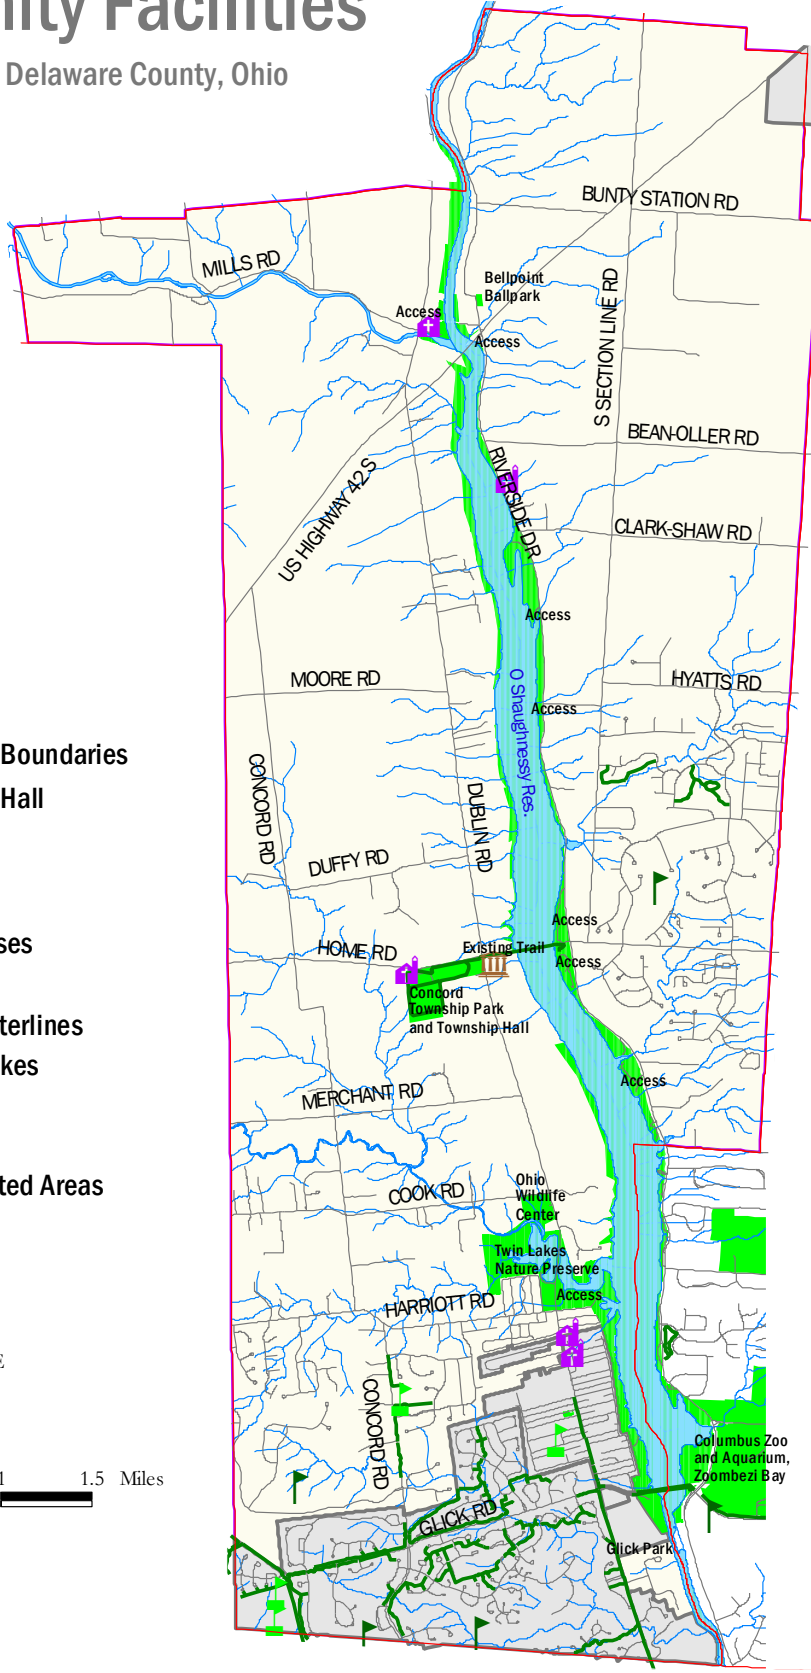 ity Facilities
Delaware County, Ohio
BUNTY STATION RD
MILLS RD
Bellpoint
Ballpark
S SECTION LINE RD
Access
Access
BEAN-OLLER RD
RIVERSIDE DR
US HIGHWAY 42 S
CLARK-SHAW RD
Access
MOORE RD
HYATTS RD
O Shaughnessy Res.
Access
Boundaries
Hall
CONCORD RD
DUBLIN RD
DUFFY RD
Access
ses
HOME RD
Existing Trail
Access
Concord
Township Park
and Township Hall
terlines
kes
Access
MERCHANT RD
ted Areas
COOK RD
Ohio
Wildlife
Center
Twin Lakes
Nature Preserve
Access
HARRIOTT RD
E
CONCORD RD
Columbus Zoo
and Aquarium,
Zoombezi Bay
1 1.5 Miles
GLICK RD
Glick Park